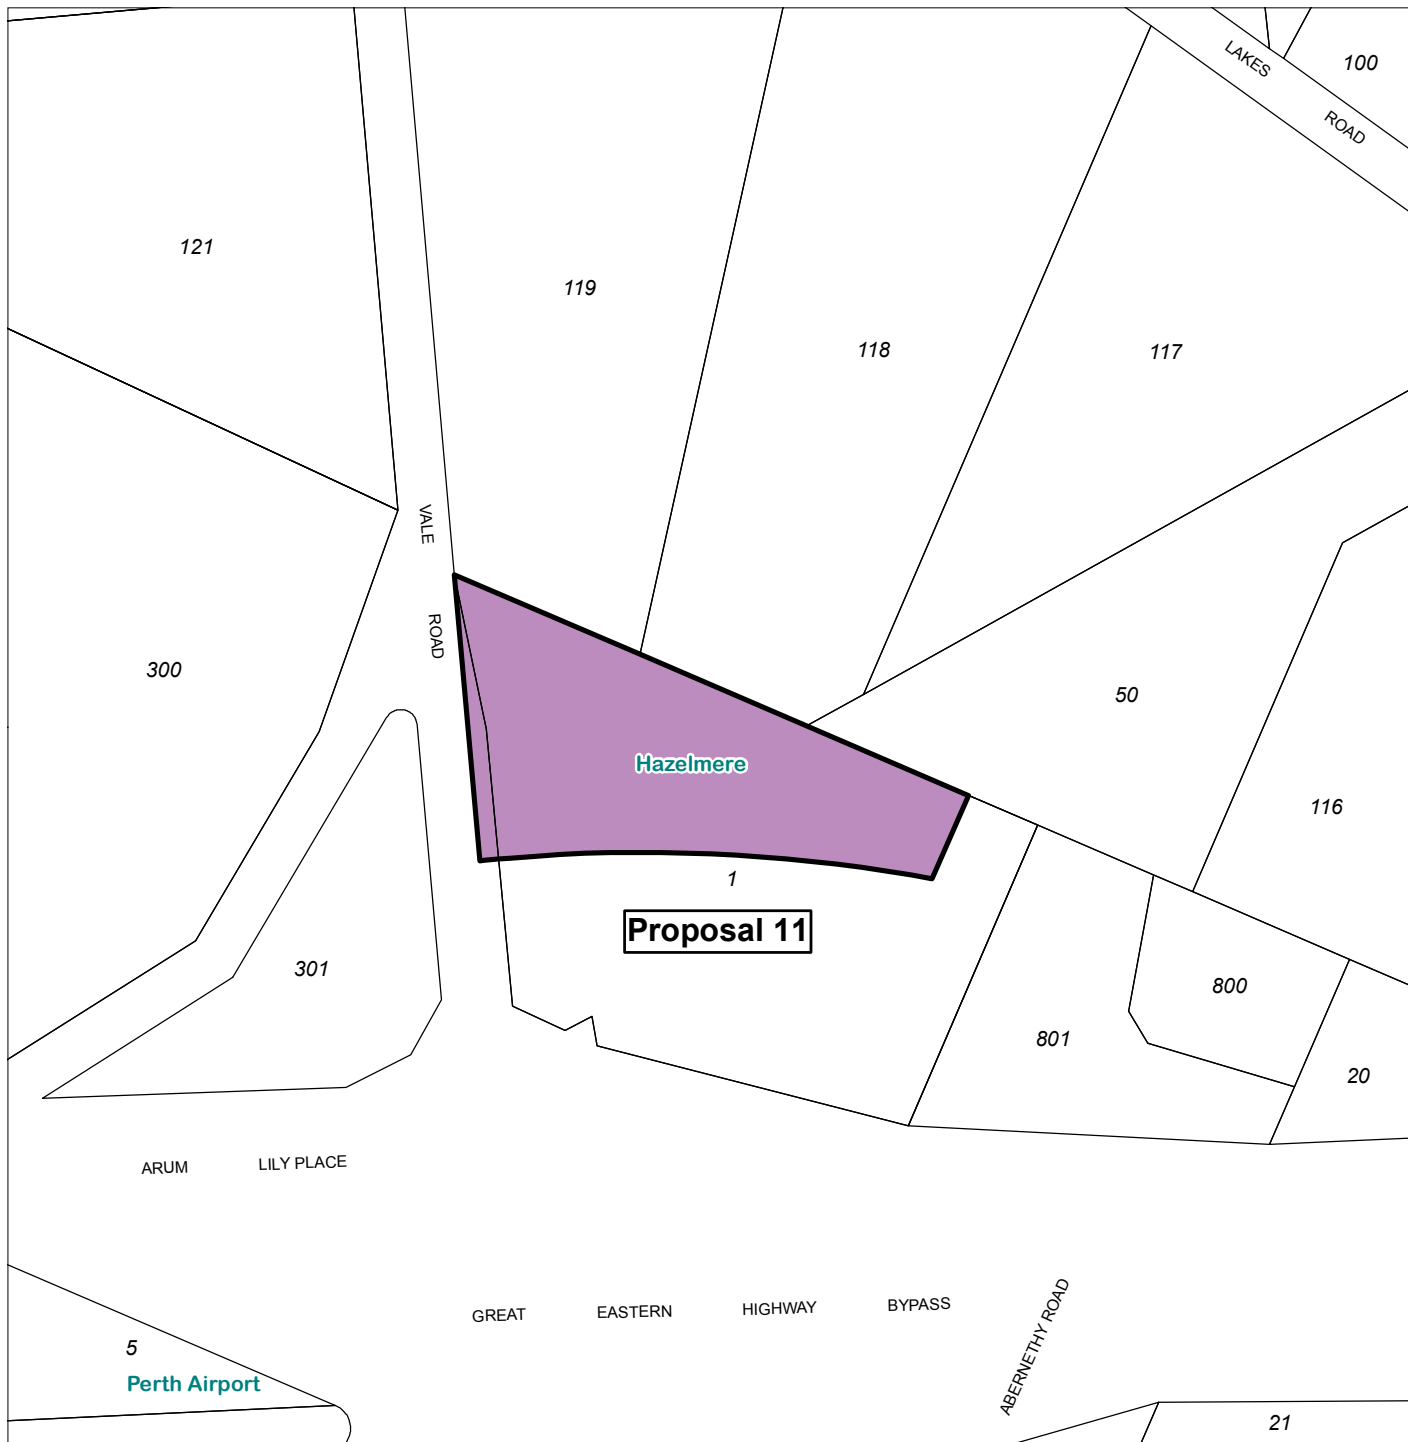 LAKES
ROAD
100
121
119
118
117
VALE
ROAD
300
50
Hazelmere
116
1
Proposal 11
301
800
801
20
ARUM LILY PLACE
GREAT EASTERN HIGHWAY BYPASS
ABERNETHY ROAD
5
Perth Airport
21